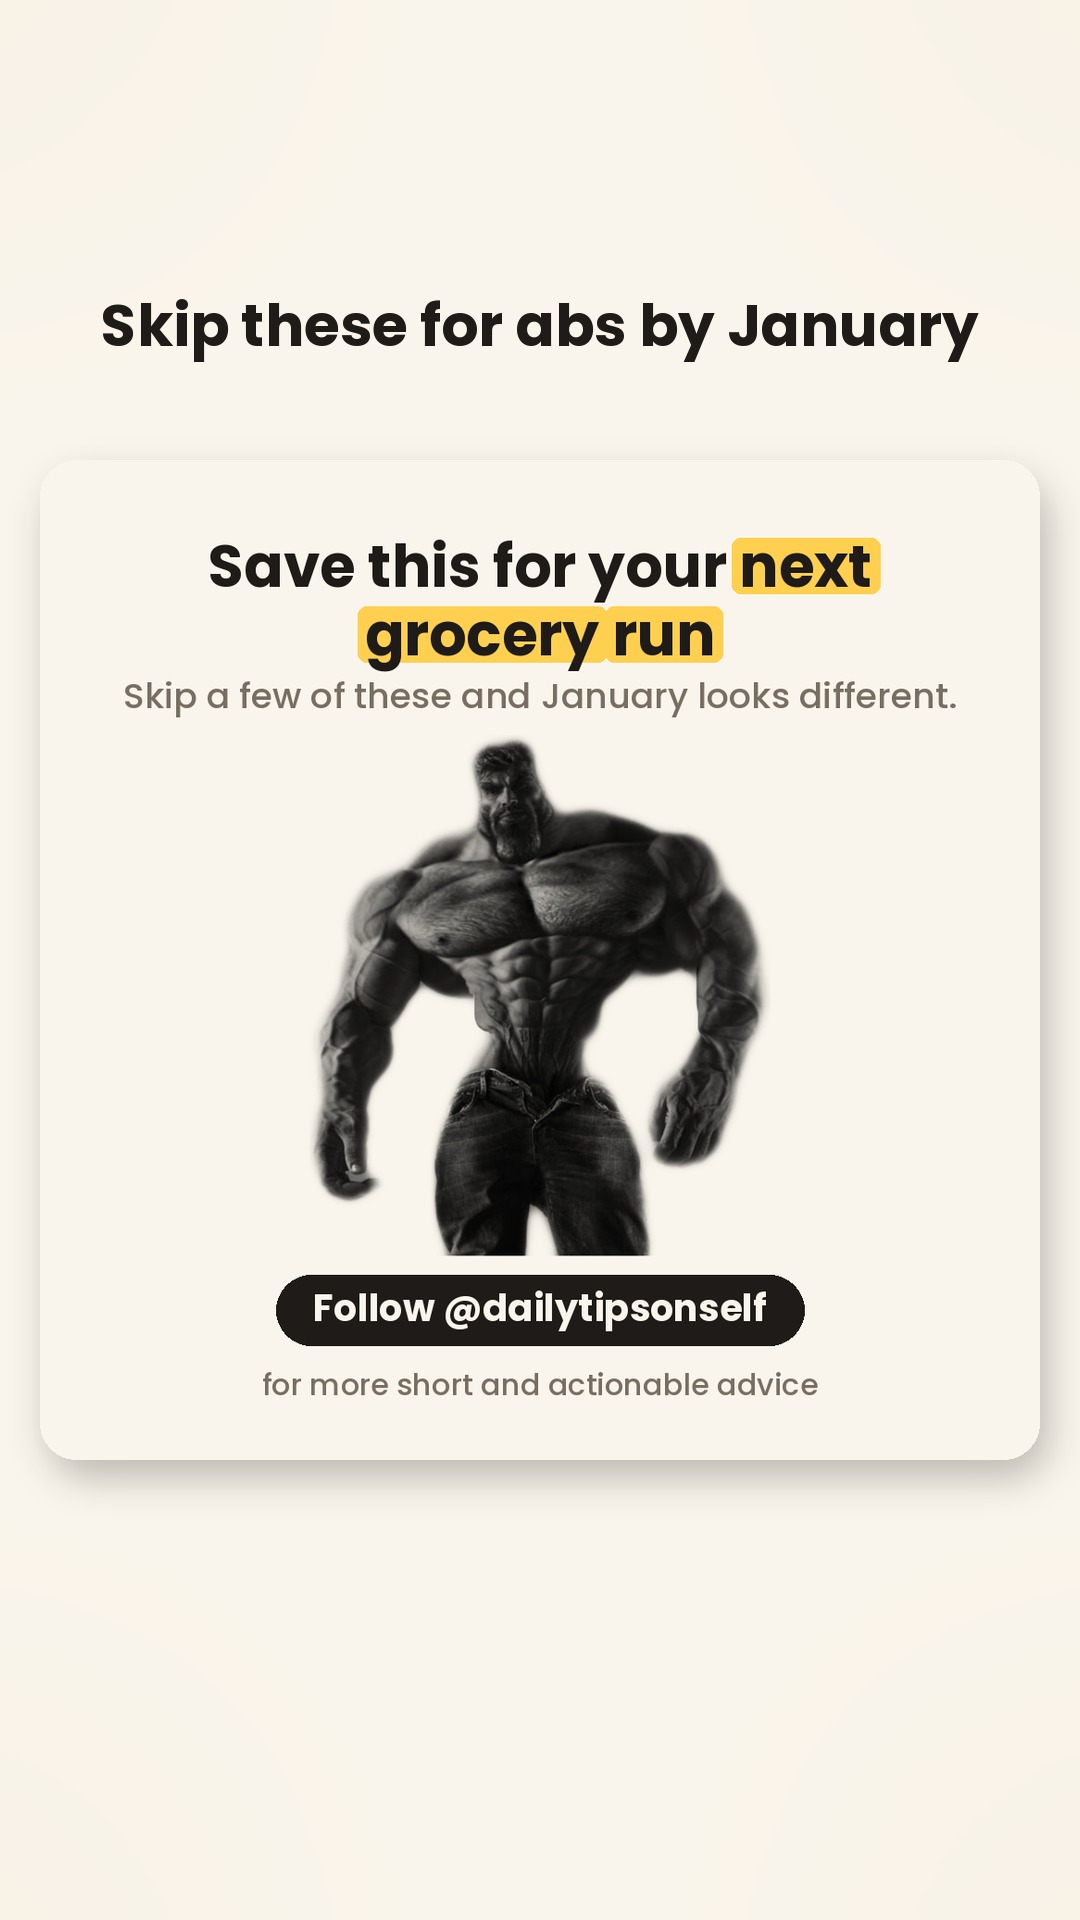 Skip these for abs by January
Save this for your next
grocery run
Skip a few of these and January looks different.
Follow @dailytipsonself
for more short and actionable advice